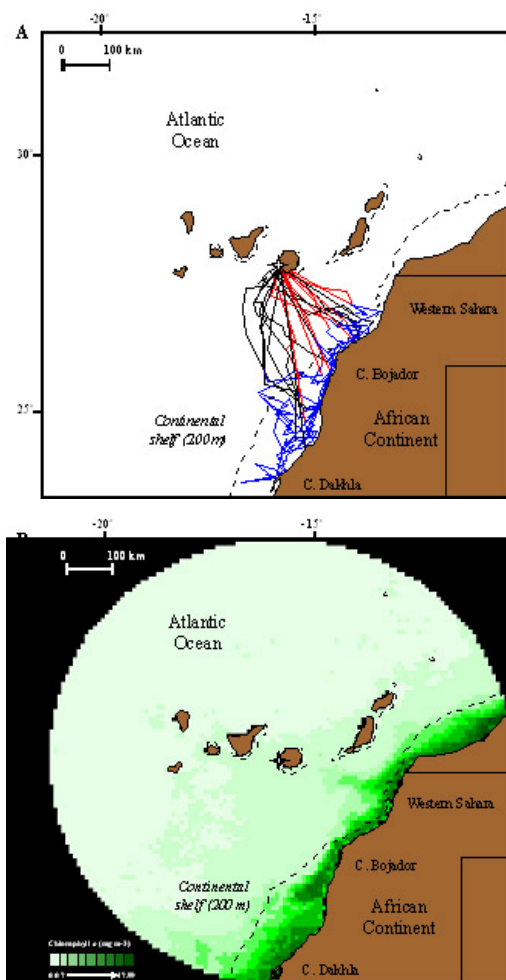 A
-20°
-15°
0 100 km
Atlantic
Ocean
30°
Western Sahara
C. Bojador
25°
Continental
shelf (200 m)
African
Continent
C. Dakhla
-20°
-15°
0 100 km
Atlantic
Ocean
Western Sahara
C. Bojador
Continental
shelf (200 m)
African
Continent
Chlorophyll a (mg m-3)
C. Dakhla